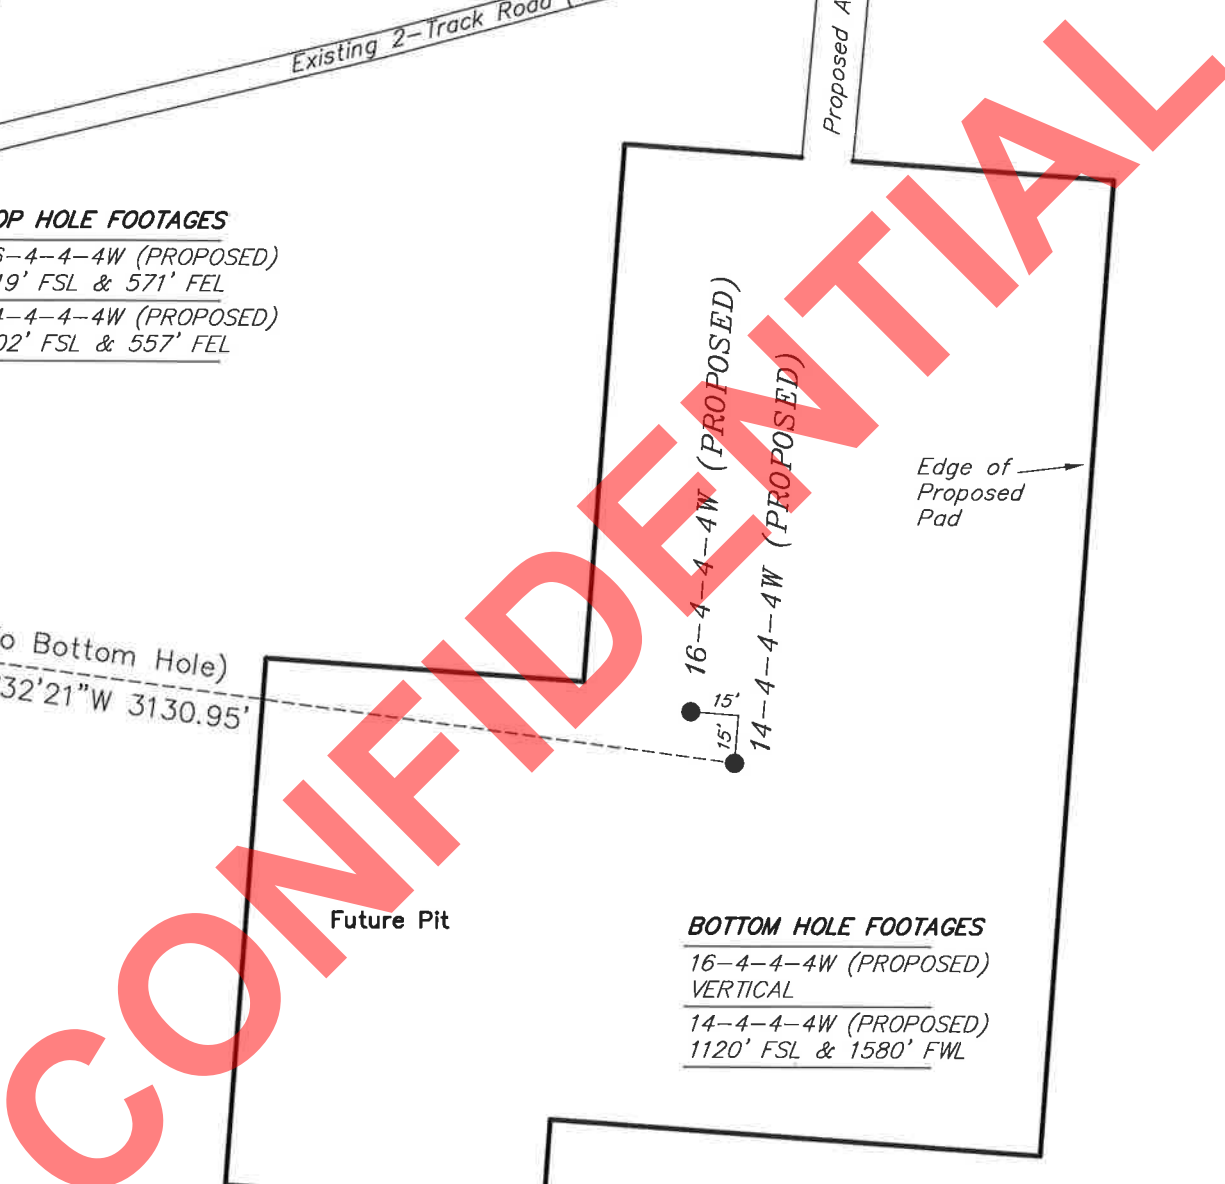 Existing 2-Track Road (
Proposed A
OP HOLE FOOTAGES
6-4-4-4W (PROPOSED)
19' FSL & 571' FEL
4-4-4-4W (PROPOSED)
02' FSL & 557' FEL
16-4-4-4W (PROPOSED)
14-4-4-4W (PROPOSED)
Edge of
Proposed
Pad
o Bottom Hole)
32'21"W 3130.95'
15'
15'
Future Pit
BOTTOM HOLE FOOTAGES
16-4-4-4W (PROPOSED)
VERTICAL
14-4-4-4W (PROPOSED)
1120' FSL & 1580' FWL
CONFIDENTIAL